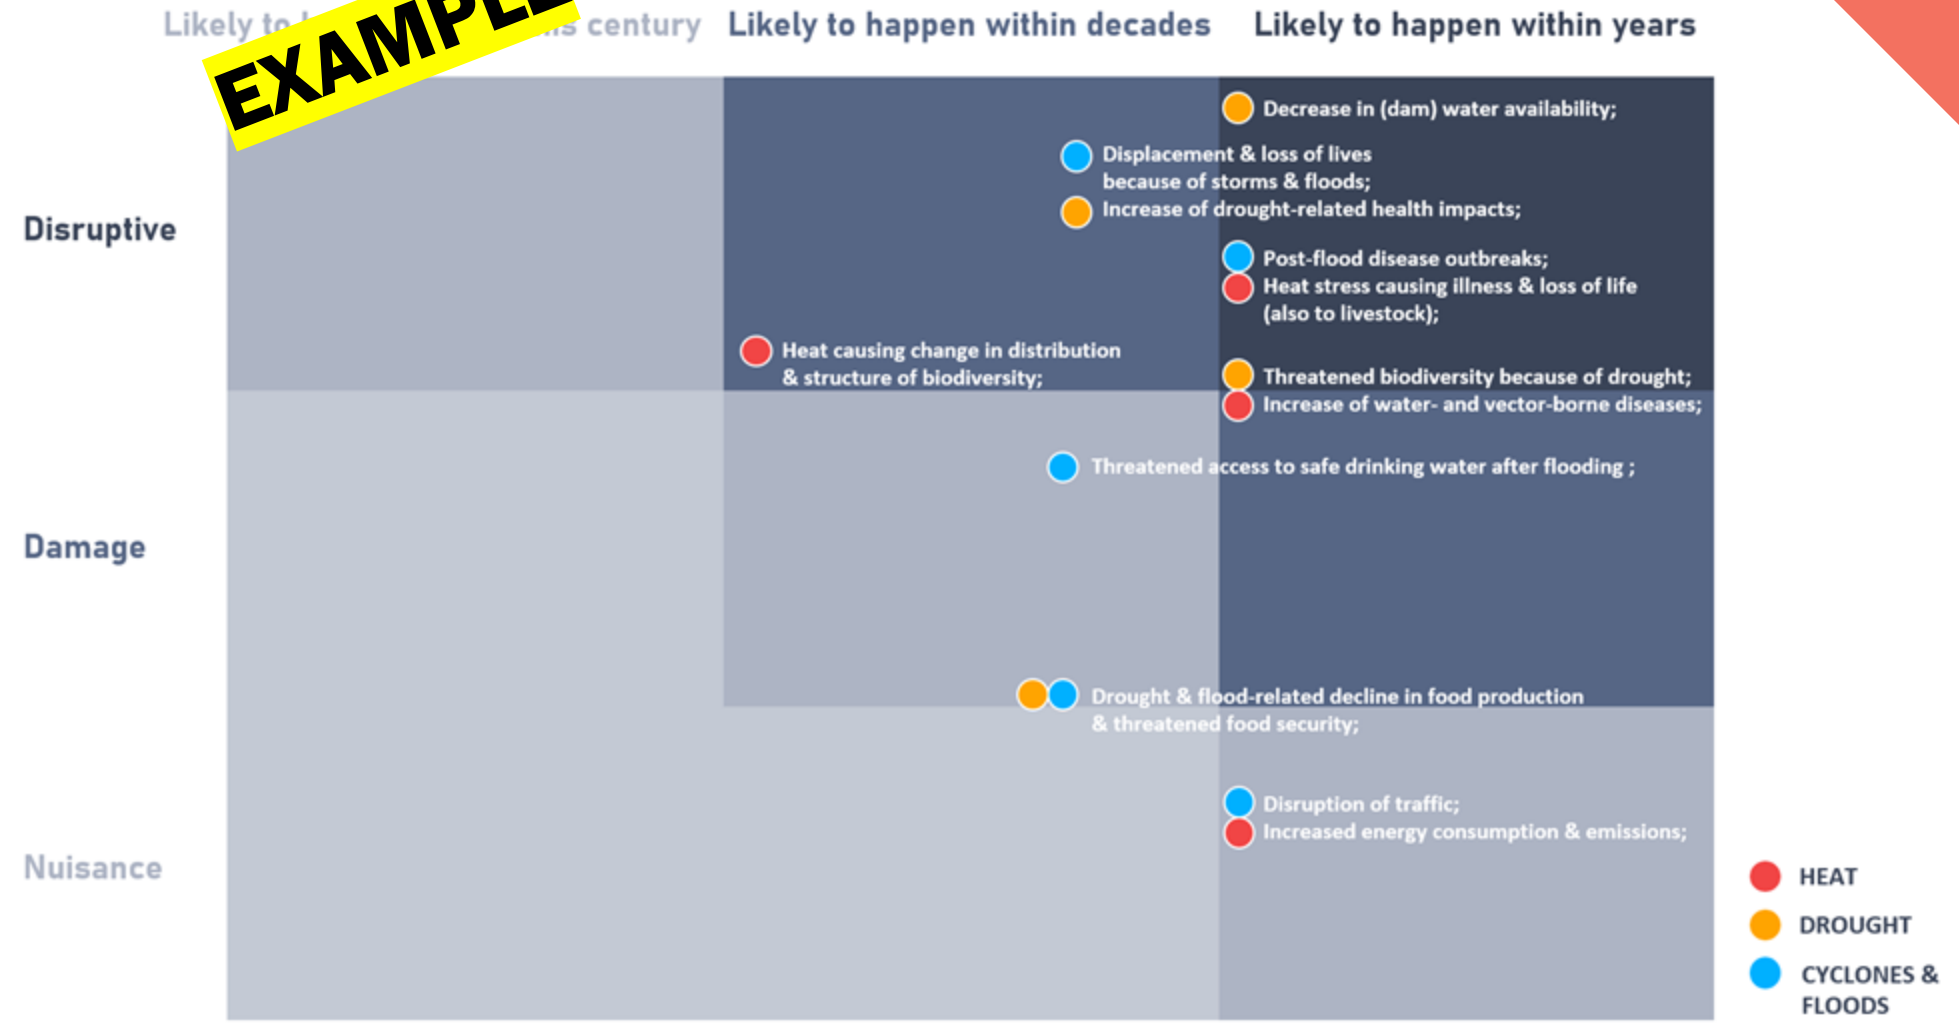 Likely to century
Likely to happen within decades
Likely to happen within years
EXAMPLE
Disruptive
Decrease in (dam) water availability;
Displacement & loss of lives
because of storms & floods;
Increase of drought-related health impacts;
Post-flood disease outbreaks;
Heat stress causing illness & loss of life
(also to livestock);
Heat causing change in distribution
& structure of biodiversity;
Threatened biodiversity because of drought;
Increase of water- and vector-borne diseases;
Damage
Threatened access to safe drinking water after flooding ;
Drought & flood-related decline in food production
& threatened food security;
Nuisance
Disruption of traffic;
Increased energy consumption & emissions;
HEAT
DROUGHT
CYCLONES &
FLOODS